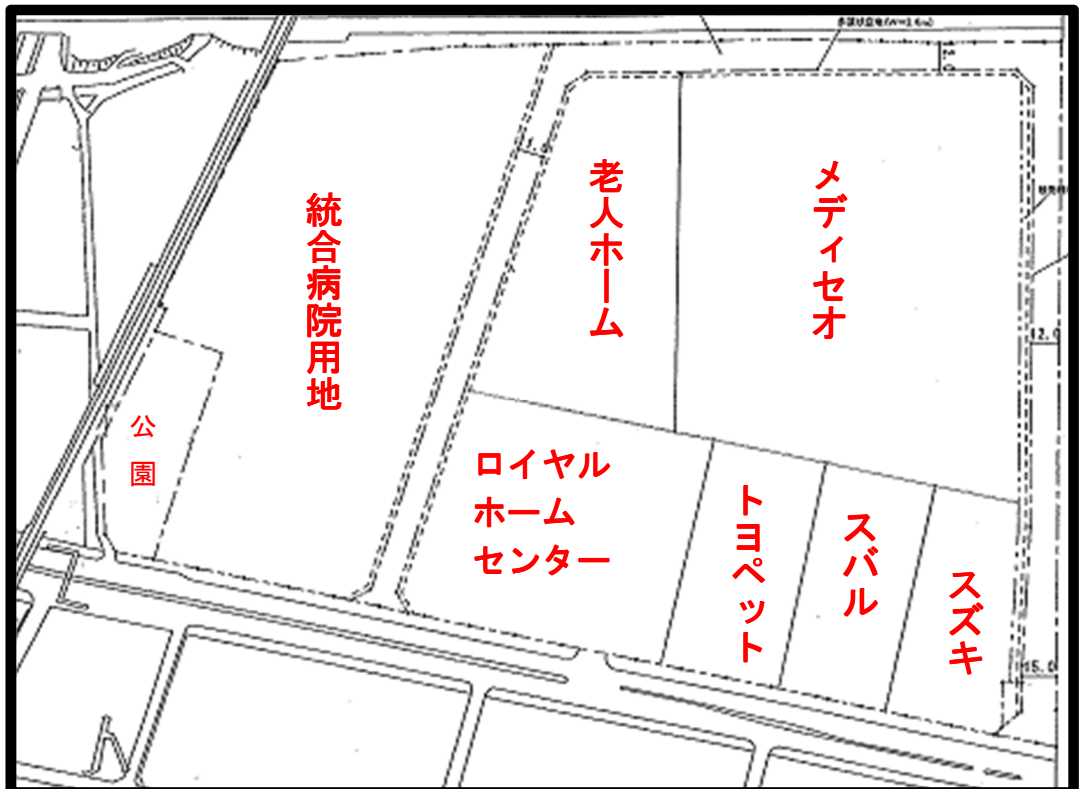 統合病院用地
老人ホーム
メディセオ
12.0
公
園
ロイヤル
ホーム
センター
トヨペット
スバル
スズキ
15.0